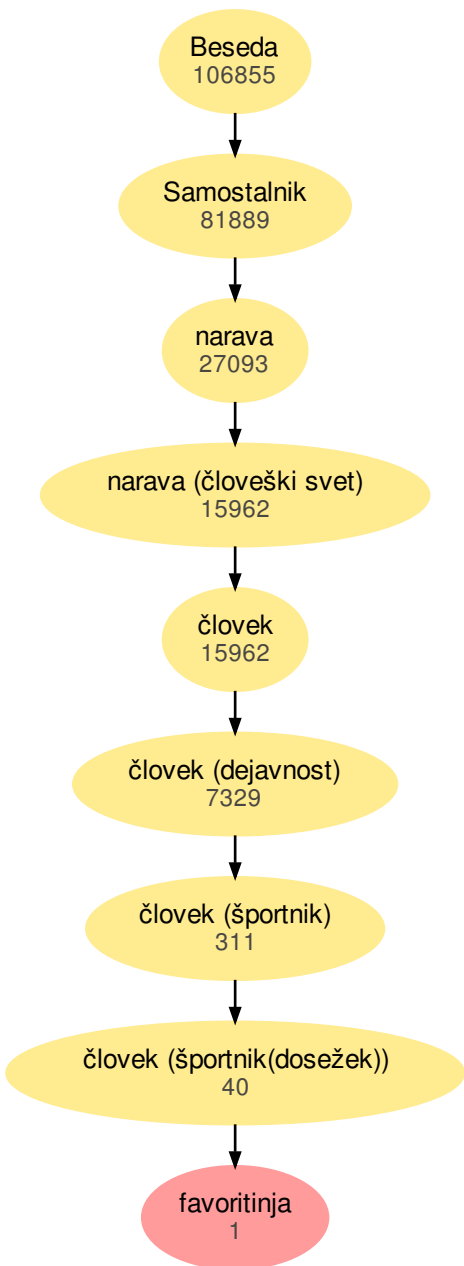 Beseda
106855
Samostalnik
81889
narava
27093
narava (človeški svet)
15962
človek
15962
človek (dejavnost)
7329
človek (športnik)
311
človek (športnik(dosežek))
40
favoritinja
1